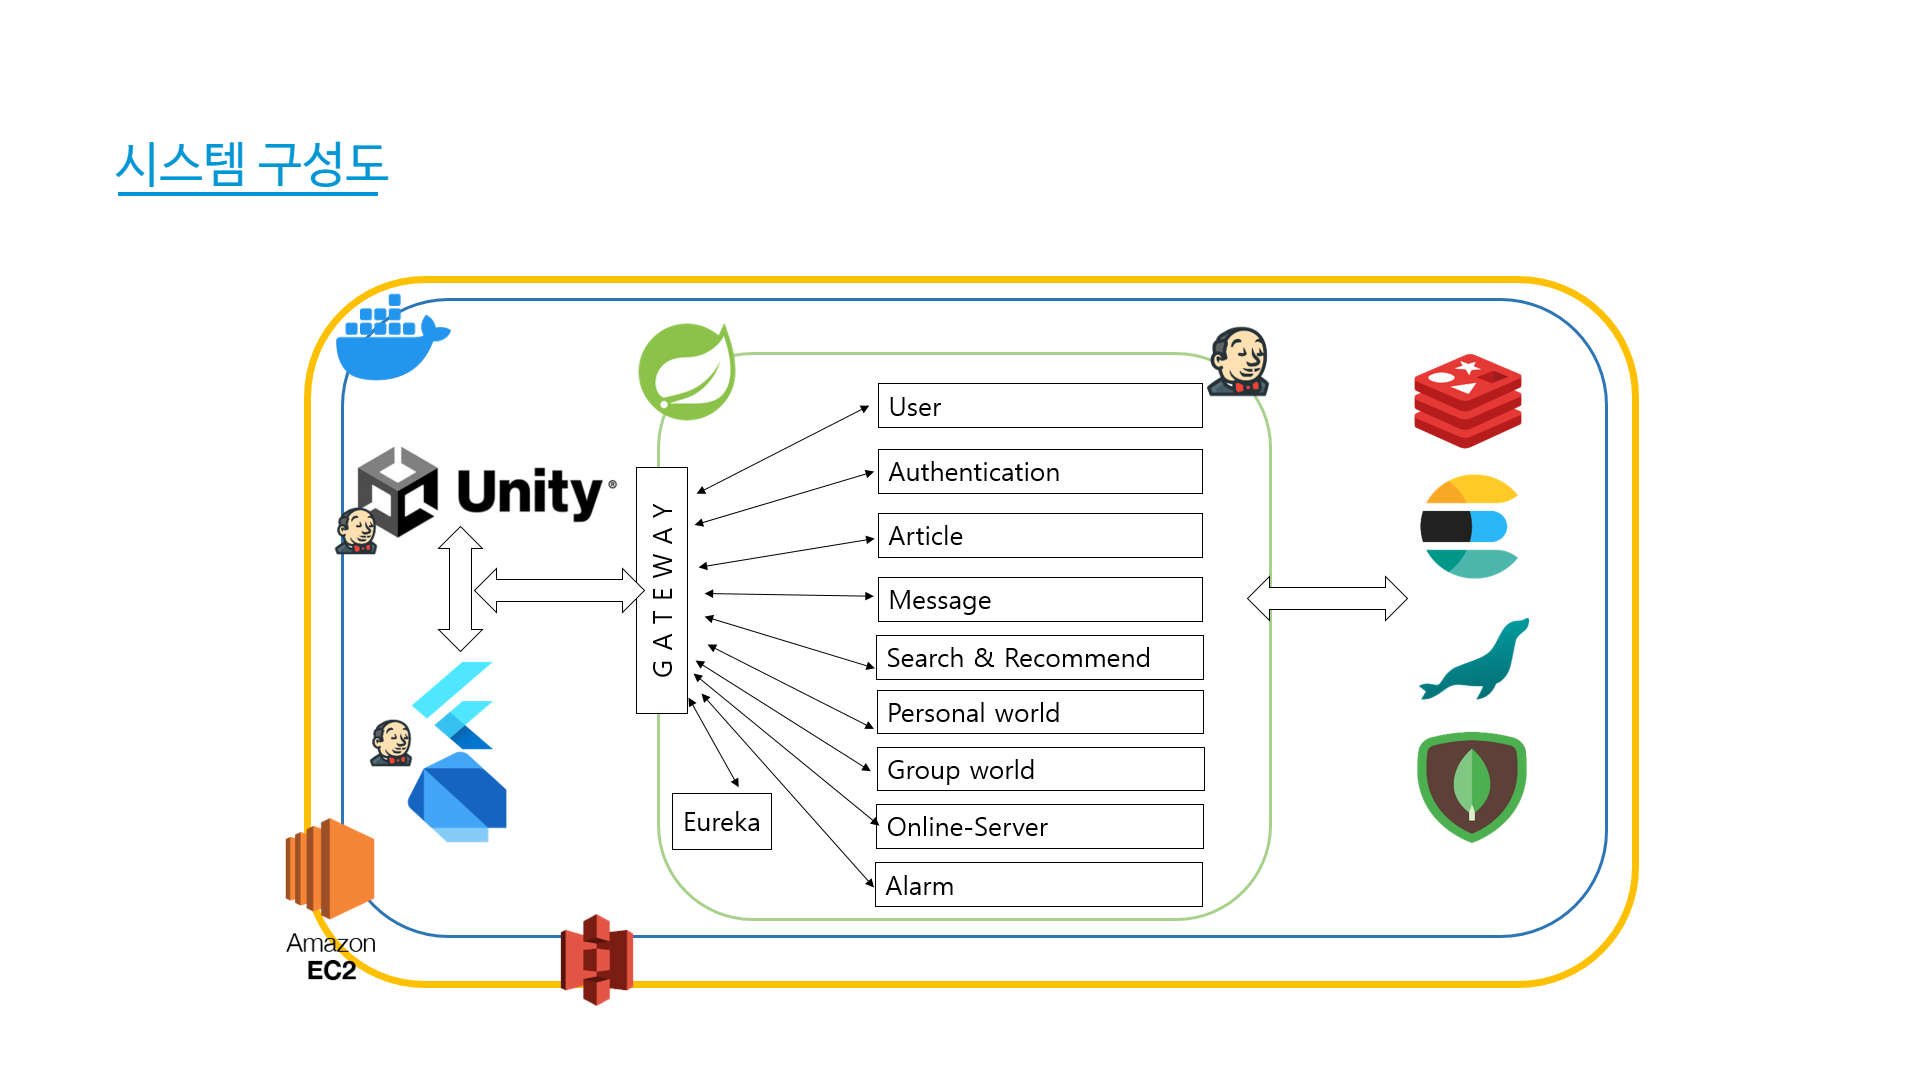 시스템 구성도
Unity®
GATEWAY
User
Authentication
Article
Message
Search & Recommend
Personal world
Group world
Online-Server
Alarm
Eureka
Amazon
EC2